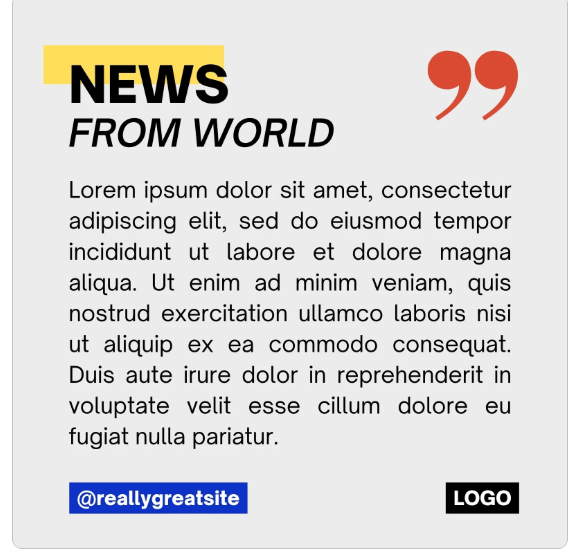 NEWS
FROM WORLD
Lorem ipsum dolor sit amet, consectetur
adipiscing elit, sed do eiusmod tempor
incididunt ut labore et dolore magna
aliqua. Ut enim ad minim veniam, quis
nostrud exercitation ullamco laboris nisi
ut aliquip ex ea commodo consequat.
Duis aute irure dolor in reprehenderit in
voluptate velit esse cillum dolore eu
fugiat nulla pariatur.
@reallygreatsite
LOGO